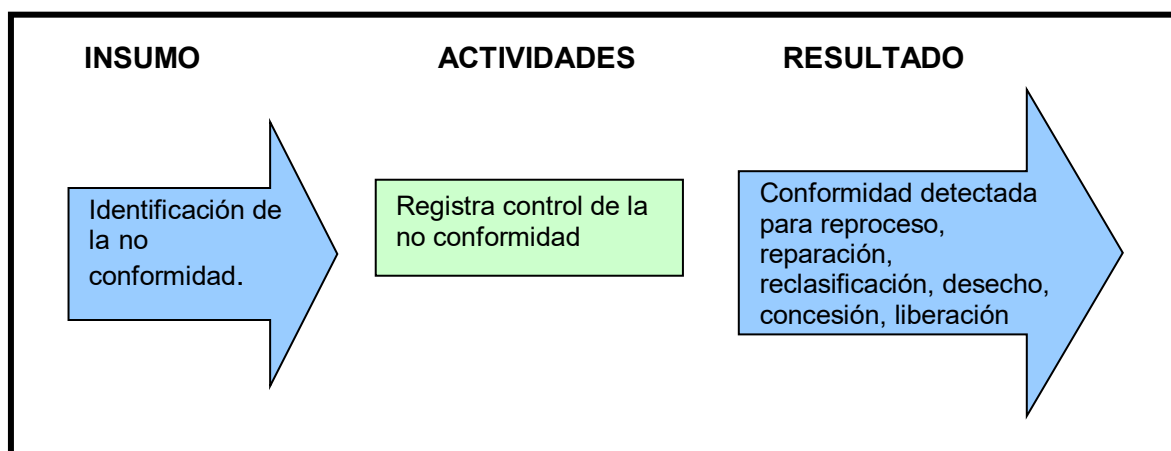 INSUMO
ACTIVIDADES
RESULTADO
Identificación de
la no
conformidad.
Registra control de la
no conformidad
Conformidad detectada
para reproceso,
reparación,
reclasificación, desecho,
concesión, liberación